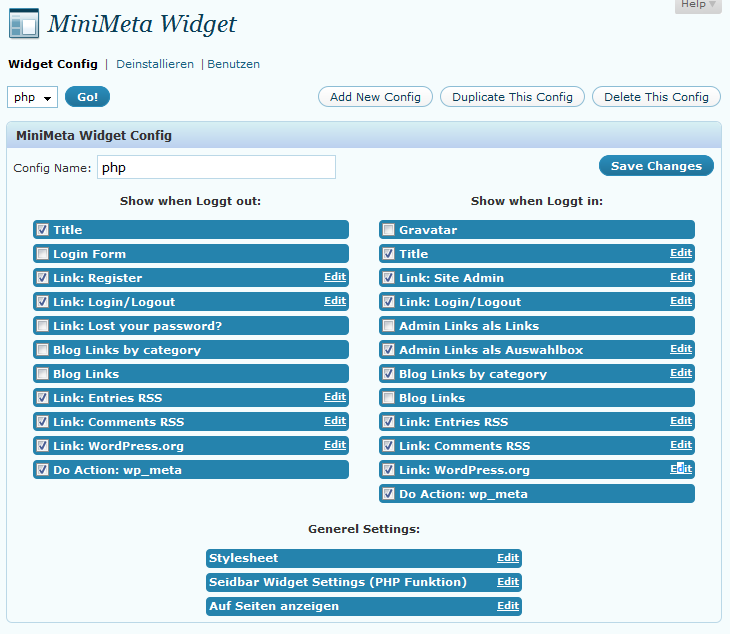 Help
MiniMeta Widget
Widget Config | Deinstallieren | Benutzen
php Go! Add New Config Duplicate This Config Delete This Config
MiniMeta Widget Config
Config Name: php Save Changes
Show when Loggt out:
Title
Login Form
Link: Register Edit
Link: Login/Logout Edit
Link: Lost your password?
Blog Links by category
Blog Links
Link: Entries RSS Edit
Link: Comments RSS Edit
Link: WordPress.org Edit
Do Action: wp_meta
Show when Loggt in:
Gravatar
Title Edit
Link: Site Admin Edit
Link: Login/Logout Edit
Admin Links als Links
Admin Links als Auswahlbox Edit
Blog Links by category Edit
Blog Links
Link: Entries RSS Edit
Link: Comments RSS Edit
Link: WordPress.org Edit
Do Action: wp_meta
Generel Settings:
Stylesheet Edit
Seidbar Widget Settings (PHP Funktion) Edit
Auf Seiten anzeigen Edit